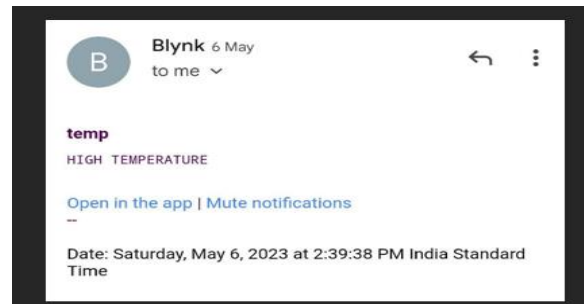 B
Blynk 6 May
to me
temp
HIGH TEMPERATURE
Open in the app | Mute notifications
--
Date: Saturday, May 6, 2023 at 2:39:38 PM India Standard
Time